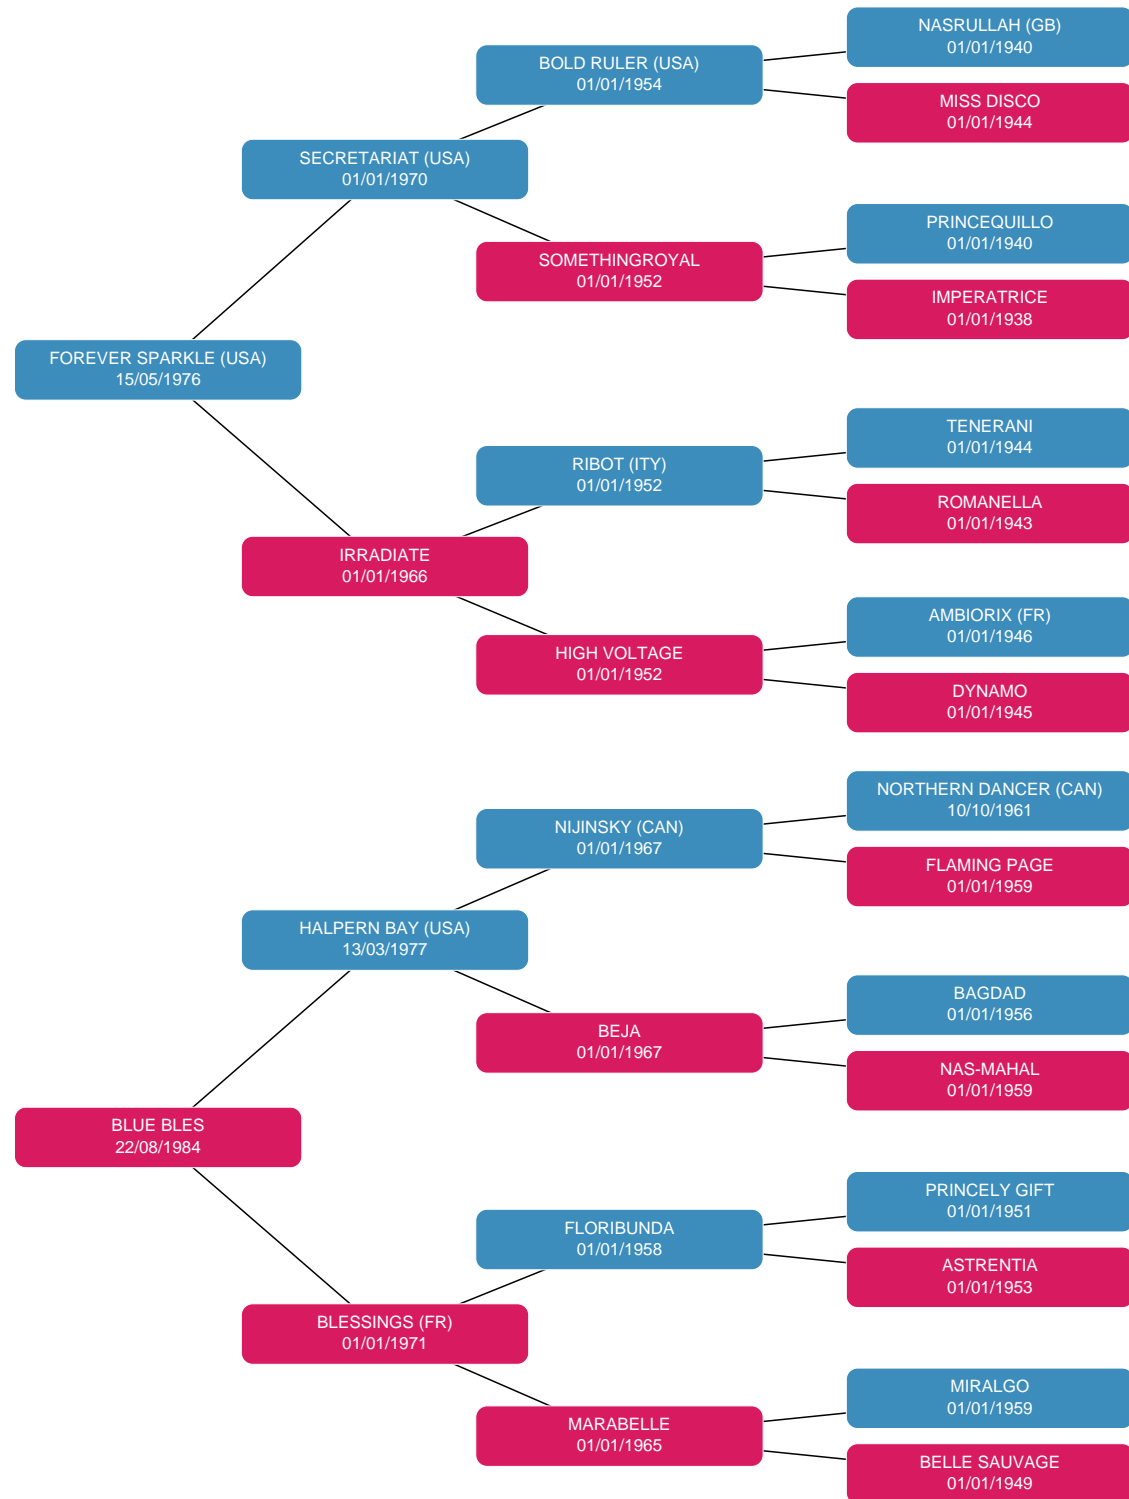 NASRULLAH (GB)
01/01/1940
BOLD RULER (USA)
01/01/1954
MISS DISCO
01/01/1944
SECRETARIAT (USA)
01/01/1970
PRINCEQUILLO
01/01/1940
SOMETHINGROYAL
01/01/1952
IMPERATRICE
01/01/1938
FOREVER SPARKLE (USA)
15/05/1976
TENERANI
01/01/1944
RIBOT (ITY)
01/01/1952
ROMANELLA
01/01/1943
IRRADIATE
01/01/1966
AMBIORIX (FR)
01/01/1946
HIGH VOLTAGE
01/01/1952
DYNAMO
01/01/1945
NORTHERN DANCER (CAN)
10/10/1961
NIJINSKY (CAN)
01/01/1967
FLAMING PAGE
01/01/1959
HALPERN BAY (USA)
13/03/1977
BAGDAD
01/01/1956
BEJA
01/01/1967
NAS-MAHAL
01/01/1959
BLUE BLES
22/08/1984
PRINCELY GIFT
01/01/1951
FLORIBUNDA
01/01/1958
ASTRENTIA
01/01/1953
BLESSINGS (FR)
01/01/1971
MIRALGO
01/01/1959
MARABELLE
01/01/1965
BELLE SAUVAGE
01/01/1949